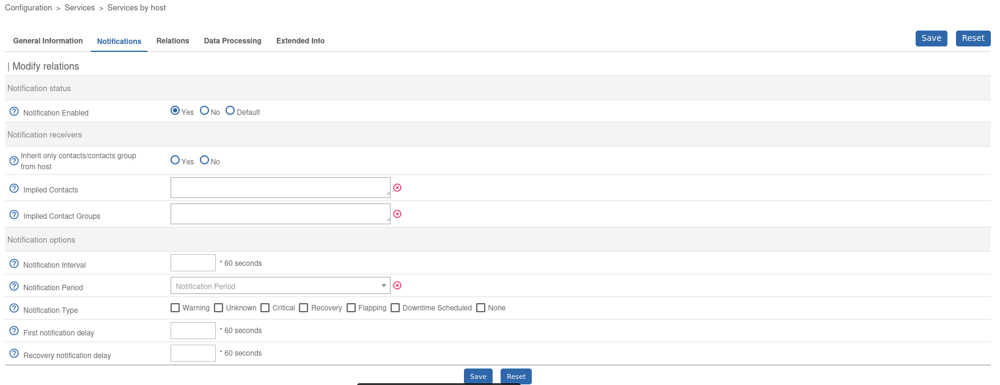 Configuration > Services > Services by host
General Information Notifications Relations Data Processing Extended Info Save Reset
| Modify relations
Notification status
Notification Enabled Yes No Default
Notification receivers
Inherit only contacts/contacts group
from host
Yes No
Implied Contacts
Implied Contact Groups
Notification options
Notification Interval * 60 seconds
Notification Period Notification Period
Notification Type Warning Unknown Critical Recovery Flapping Downtime Scheduled None
First notification delay * 60 seconds
Recovery notification delay * 60 seconds
Save Reset